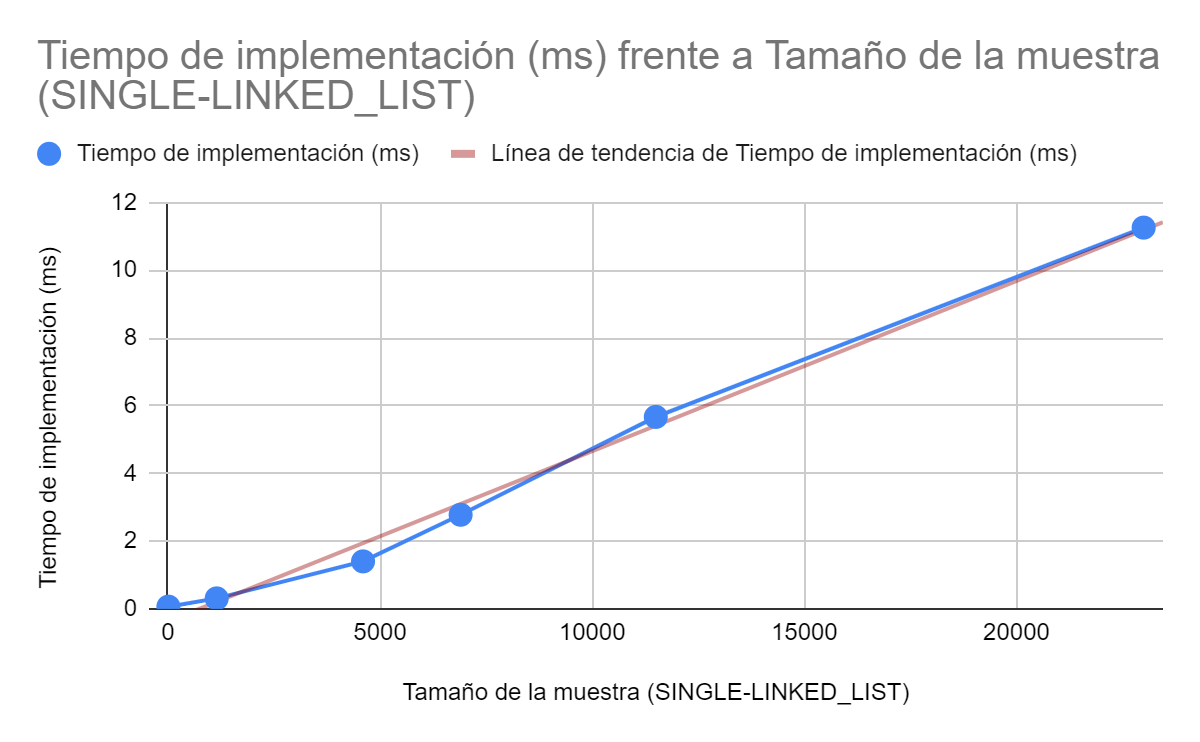 Tiempo de implementación (ms) frente a Tamaño de la muestra
(SINGLE-LINKED_LIST)
Tiempo de implementación (ms)
Línea de tendencia de Tiempo de implementación (ms)
Tiempo de implementación (ms)
12
10
8
6
4
2
0
0
5000
10000
15000
20000
Tamaño de la muestra (SINGLE-LINKED_LIST)